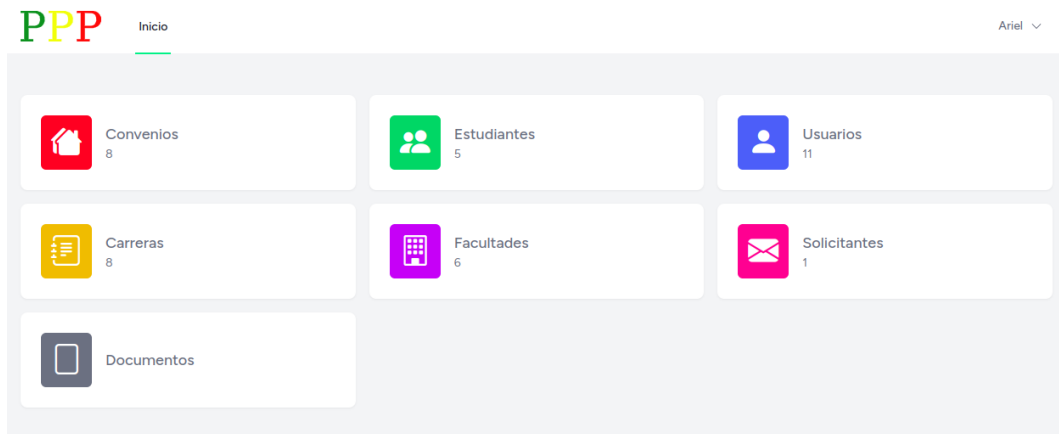 PPP Inicio Ariel
Convenios
8
Estudiantes
5
Usuarios
11
Carreras
8
Facultades
6
Solicitantes
1
Documentos